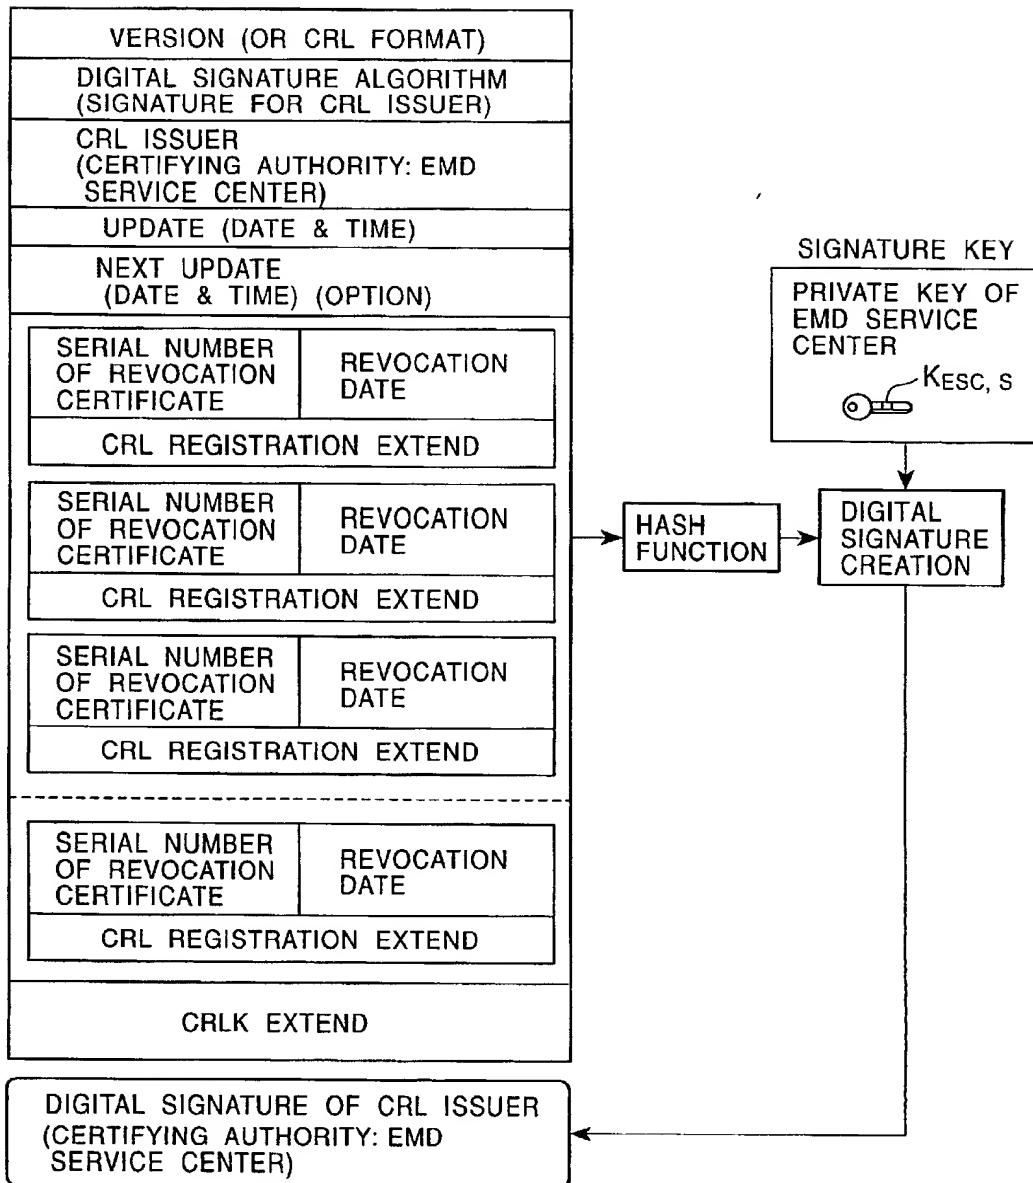 VERSION (OR CRL FORMAT)
DIGITAL SIGNATURE ALGORITHM
(SIGNATURE FOR CRL ISSUER)
CRL ISSUER
(CERTIFYING AUTHORITY: EMD
SERVICE CENTER)
UPDATE (DATE & TIME)
NEXT UPDATE
(DATE & TIME) (OPTION)
SERIAL NUMBER
OF REVOCATION
CERTIFICATE
REVOCATION
DATE
CRL REGISTRATION EXTEND
SERIAL NUMBER
OF REVOCATION
CERTIFICATE
REVOCATION
DATE
CRL REGISTRATION EXTEND
SERIAL NUMBER
OF REVOCATION
CERTIFICATE
REVOCATION
DATE
CRL REGISTRATION EXTEND
SERIAL NUMBER
OF REVOCATION
CERTIFICATE
REVOCATION
DATE
CRL REGISTRATION EXTEND
CRLK EXTEND
HASH
FUNCTION
SIGNATURE KEY
PRIVATE KEY OF
EMD SERVICE
CENTER
KESC, S
DIGITAL
SIGNATURE
CREATION
DIGITAL SIGNATURE OF CRL ISSUER
(CERTIFYING AUTHORITY: EMD
SERVICE CENTER)